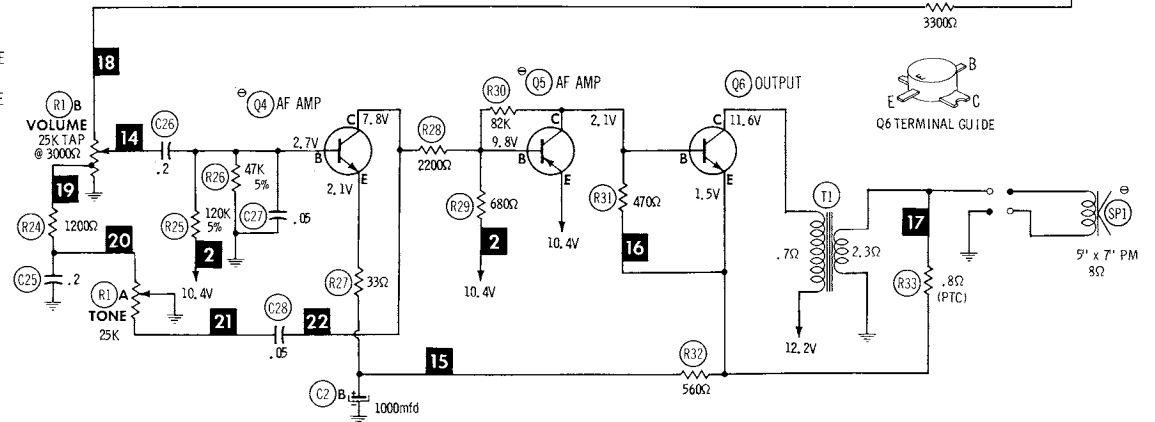 3300Ω
E
E
18
R1 B
VOLUME
25K TAP
@ 3000Ω
14
C26
.2
⊖ Q4 AF AMP
C 7.8V
2.7V
B
E
2.1V
R26 47K
5%
R25 120K
5%
C27 .05
2
10.4V
19
R24 1200Ω
20
C25 .2
R1 A
TONE
25K
21
C28
.05
22
R27 33Ω
15
C2 B
+
-
1000mfd
R28
2200Ω
R30
82K
⊖ Q5 AF AMP
9.8V
C
B
E
2.1V
R29 680Ω
2
10.4V
10.4V
R31 470Ω
16
Q6 OUTPUT
C 11.6V
B
E
1.5V
R32
560Ω
B
E
C
Q6 TERMINAL GUIDE
T1
.7Ω
2.3Ω
12.2V
17
R33 .8Ω
(PTC)
⊖
SP1
5" x 7" PM
8Ω